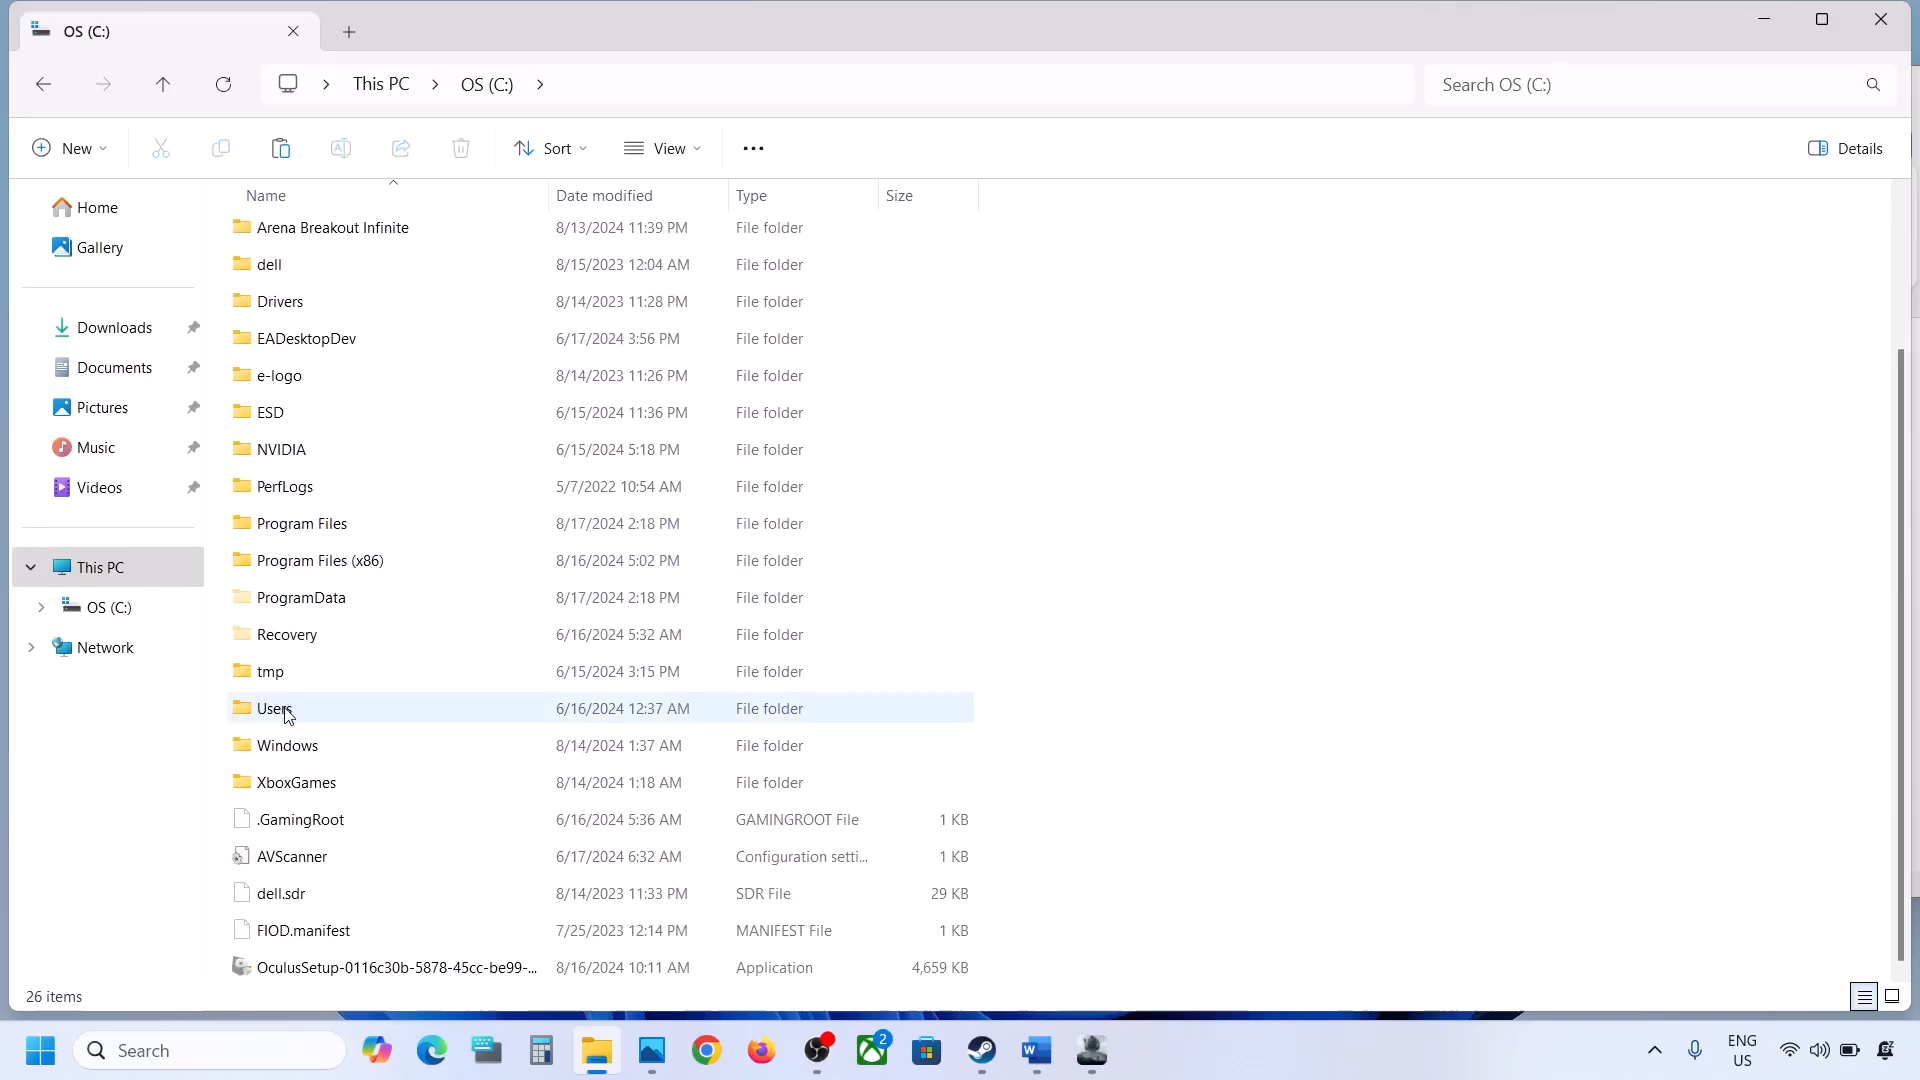 OS (C:)
This PC > OS (C:) >
Search OS (C:)
New
Sort
View
Details
Name Date modified Type Size
Home
Gallery
Downloads
Documents
Pictures
Music
Videos
This PC
OS (C:)
Network
Arena Breakout Infinite 8/13/2024 11:39 PM File folder
dell 8/15/2023 12:04 AM File folder
Drivers 8/14/2023 11:28 PM File folder
EADesktopDev 6/17/2024 3:56 PM File folder
e-logo 8/14/2023 11:26 PM File folder
ESD 6/15/2024 11:36 PM File folder
NVIDIA 6/15/2024 5:18 PM File folder
PerfLogs 5/7/2022 10:54 AM File folder
Program Files 8/17/2024 2:18 PM File folder
Program Files (x86) 8/16/2024 5:02 PM File folder
ProgramData 8/17/2024 2:18 PM File folder
Recovery 6/16/2024 5:32 AM File folder
tmp 6/15/2024 3:15 PM File folder
Users 6/16/2024 12:37 AM File folder
Windows 8/14/2024 1:37 AM File folder
XboxGames 8/14/2024 1:18 AM File folder
.GamingRoot 6/16/2024 5:36 AM GAMINGROOT File 1 KB
AVScanner 6/17/2024 6:32 AM Configuration setti... 1 KB
dell.sdr 8/14/2023 11:33 PM SDR File 29 KB
FIOD.manifest 7/25/2023 12:14 PM MANIFEST File 1 KB
OculusSetup-0116c30b-5878-45cc-be99-... 8/16/2024 10:11 AM Application 4,659 KB
26 items
Search
2
ENG
US